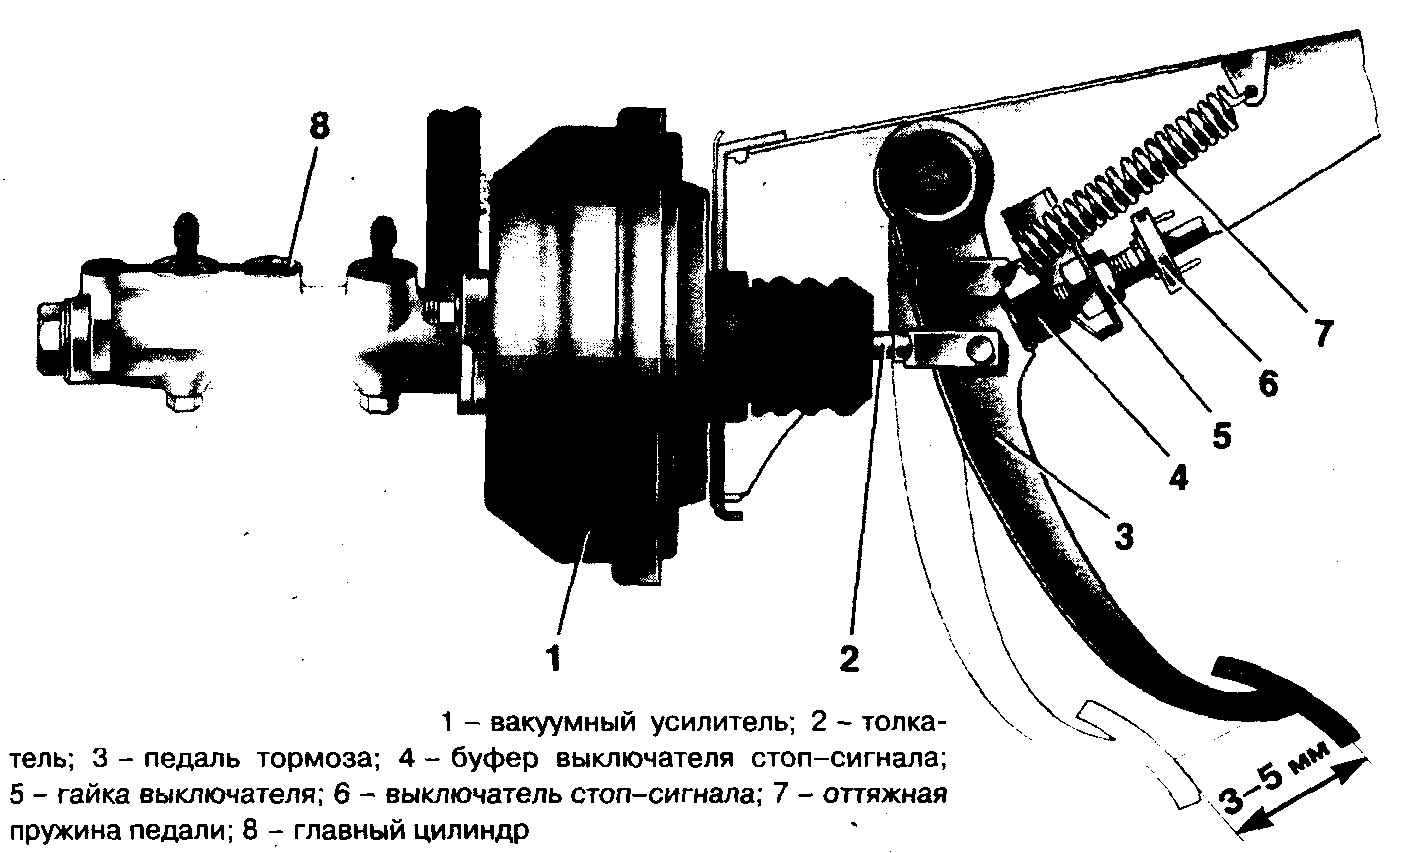 8
7
6
5
4
3
1
2
3–5 мм
1 – вакуумный усилитель; 2 – толка-
тель; 3 – педаль тормоза; 4 – буфер выключателя стоп–сигнала;
5 – гайка выключателя; 6 – выключатель стоп–сигнала; 7 – оттяжная
пружина педали; 8 – главный цилиндр